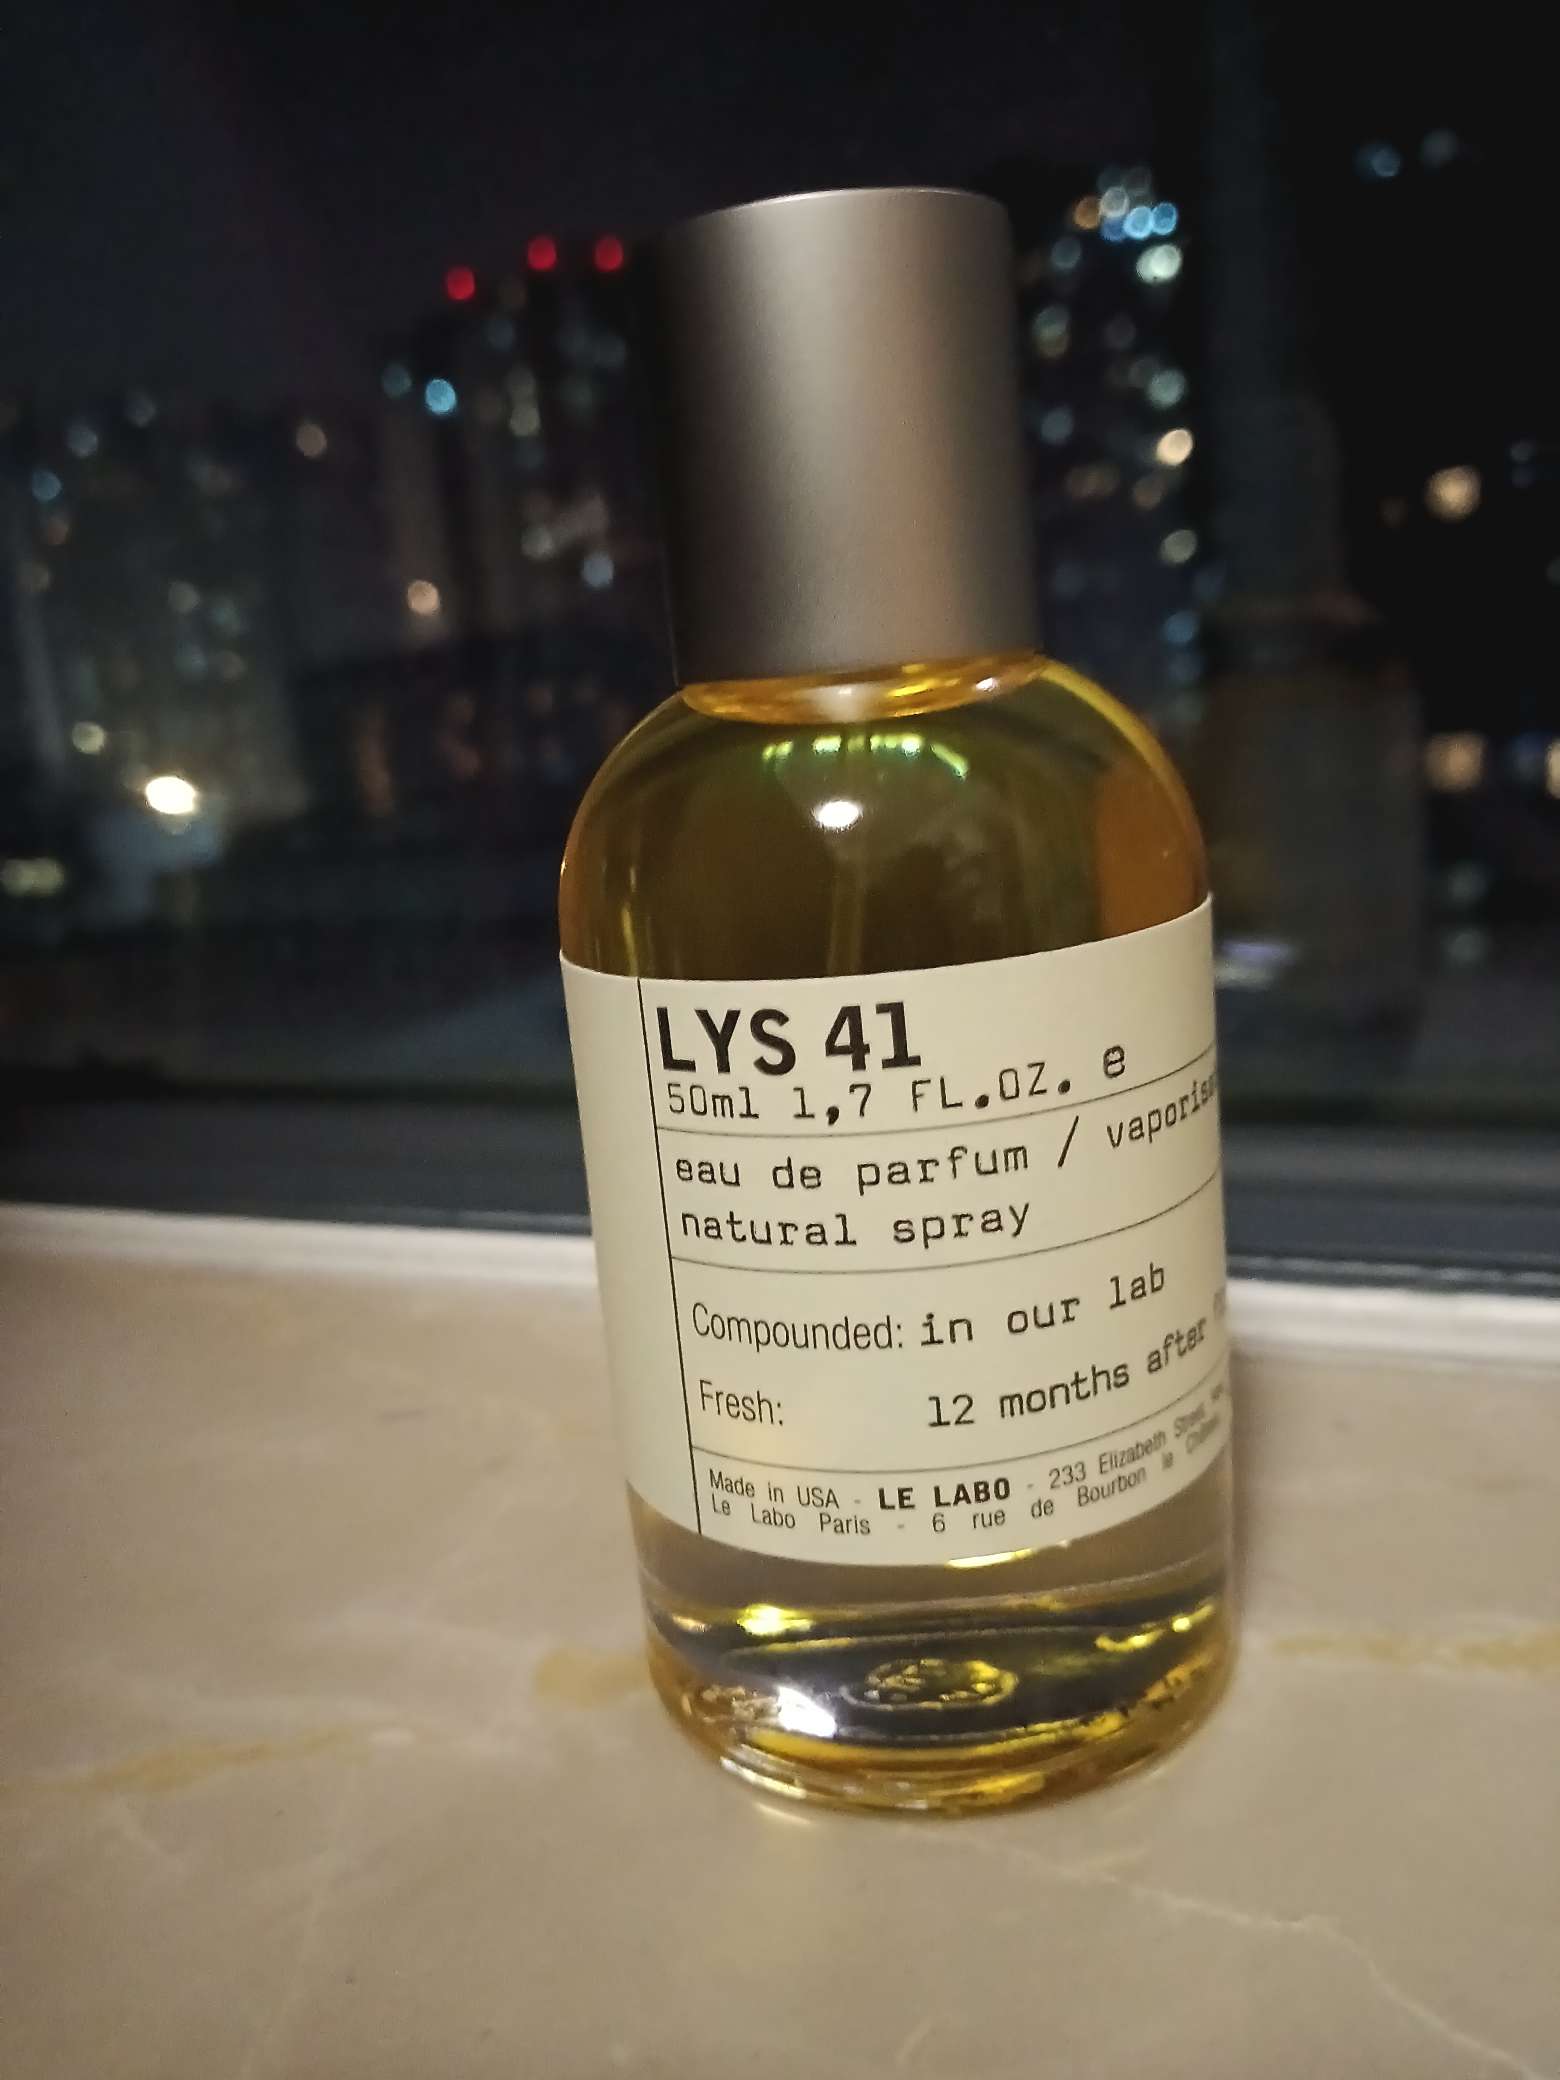 LYS 41
50ml 1,7 FL.OZ. e
eau de parfum /
natural spray
Compounded: in our lab
Fresh: 12 months after
Made in USA - LE LABO - 233 Elizabeth Street,
Le Labo Paris - 6 rue de Bourbon le